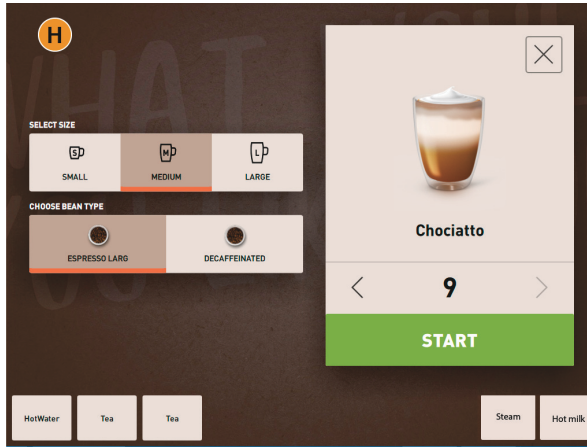 H
SELECT SIZE
S
M
L
SMALL
MEDIUM
LARGE
CHOOSE BEAN TYPE
ESPRESSO LARG
DECAFFEINATED
Chociatto
9
START
HotWater
Tea
Tea
Steam
Hot milk